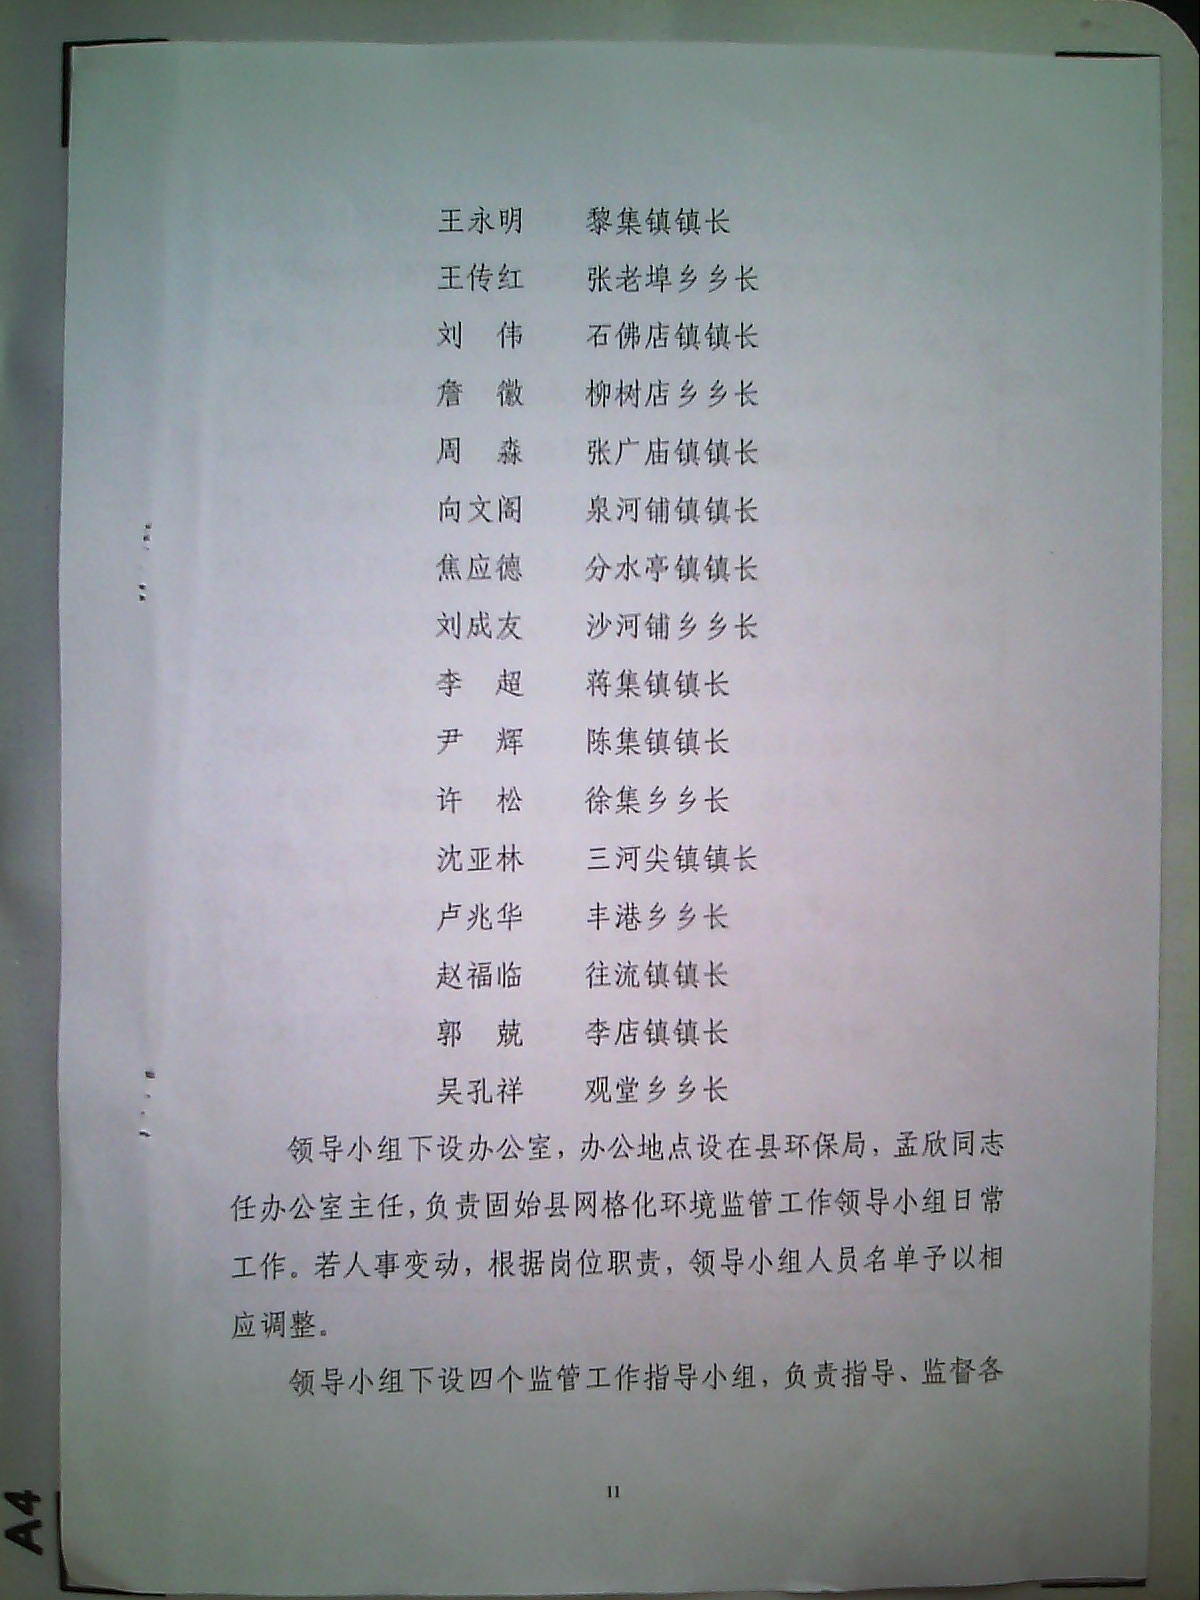 王永明 黎集镇镇长
王传红 张老埠乡乡长
刘 伟 石佛店镇镇长
詹 徽 柳树店乡乡长
周 淼 张广庙镇镇长
向文阁 泉河铺镇镇长
焦应德 分水亭镇镇长
刘成友 沙河铺乡乡长
李 超 蒋集镇镇长
尹 辉 陈集镇镇长
许 松 徐集乡乡长
沈亚林 三河尖镇镇长
卢兆华 丰港乡乡长
赵福临 往流镇镇长
郭 兢 李店镇镇长
吴孔祥 观堂乡乡长
领导小组下设办公室，办公地点设在县环保局，孟欣同志
任办公室主任，负责固始县网格化环境监管工作领导小组日常
工作。若人事变动，根据岗位职责，领导小组人员名单予以相
应调整。
领导小组下设四个监管工作指导小组，负责指导、监督各
11
A4